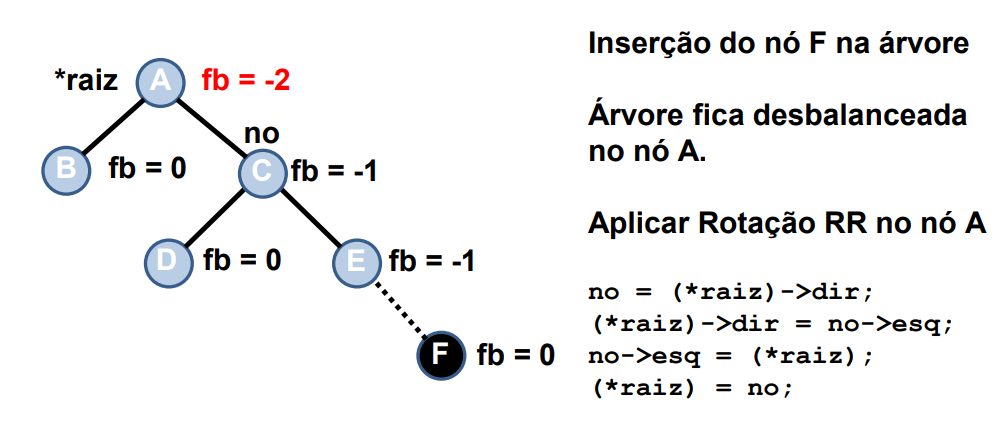 *raiz A fb = -2
no
B fb = 0
C fb = -1
D fb = 0
E fb = -1
F fb = 0
Inserção do nó F na árvore
Árvore fica desbalanceada
no nó A.
Aplicar Rotação RR no nó A
no = (*raiz)->dir;
(*raiz)->dir = no->esq;
no->esq = (*raiz);
(*raiz) = no;